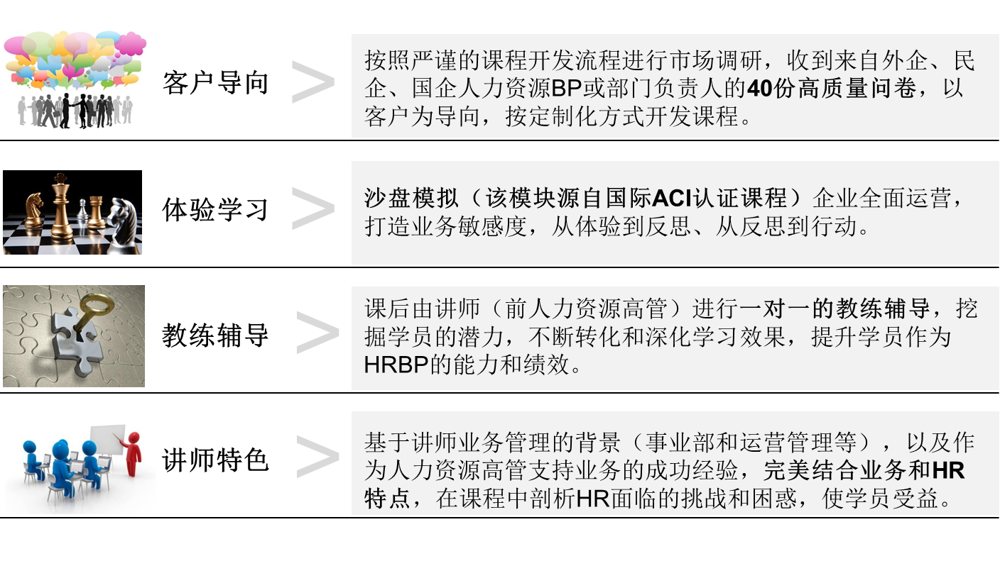 客户导向
>
按照严谨的课程开发流程进行市场调研，收到来自外企、民
企、国企人力资源BP或部门负责人的40份高质量问卷，以
客户为导向，按定制化方式开发课程。
体验学习
>
沙盘模拟（该模块源自国际ACI认证课程）企业全面运营，
打造业务敏感度，从体验到反思、从反思到行动。
教练辅导
>
课后由讲师（前人力资源高管）进行一对一的教练辅导，挖
掘学员的潜力，不断转化和深化学习效果，提升学员作为
HRBP的能力和绩效。
讲师特色
>
基于讲师业务管理的背景（事业部和运营管理等），以及作
为人力资源高管支持业务的成功经验，完美结合业务和HR
特点，在课程中剖析HR面临的挑战和困惑，使学员受益。